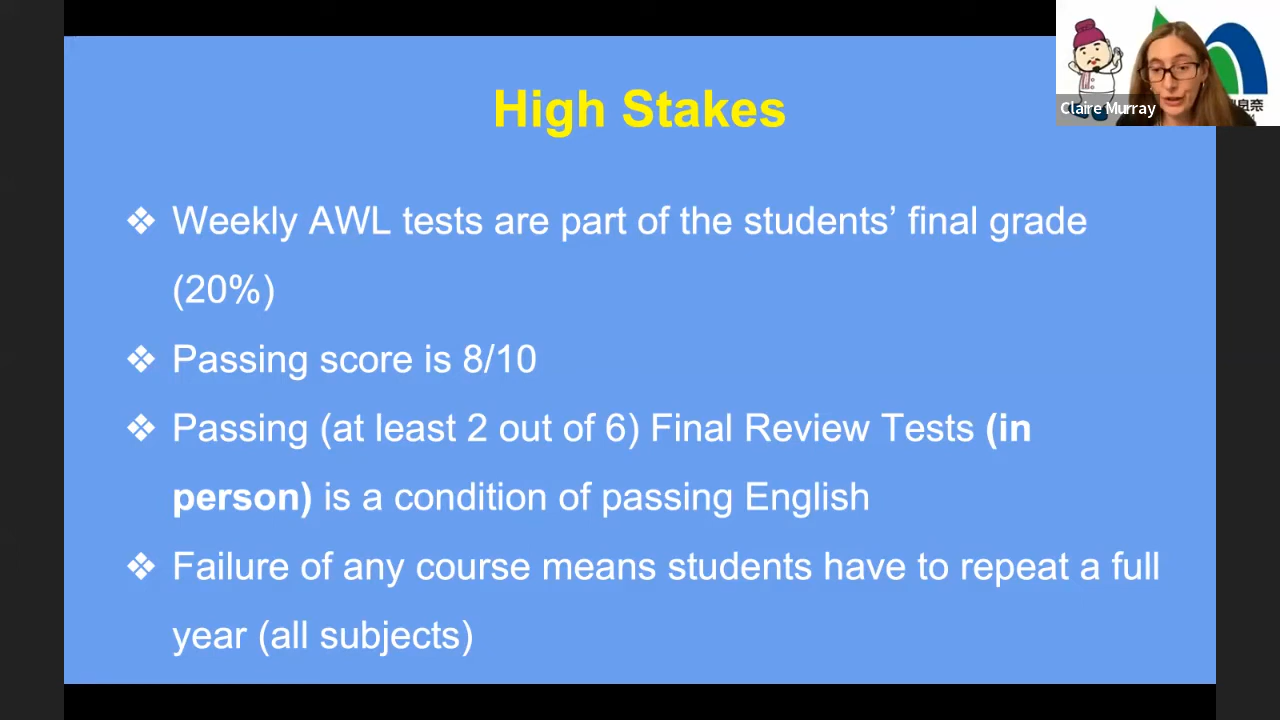 High Stakes
Claire Murray
❖ Weekly AWL tests are part of the students’ final grade
(20%)
❖ Passing score is 8/10
❖ Passing (at least 2 out of 6) Final Review Tests (in
person) is a condition of passing English
❖ Failure of any course means students have to repeat a full
year (all subjects)